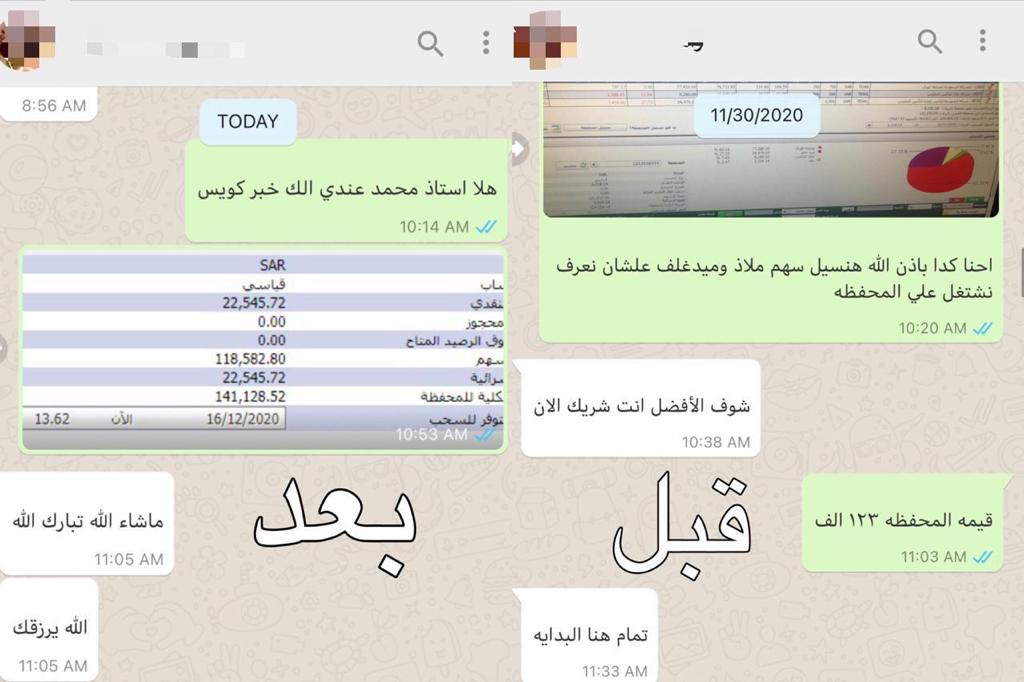 8:56 AM
TODAY
هلا استاذ محمد عندي الك خبر كويس
10:14 AM
SAR
ساب قياسي
نقدي 22,545.72
محجوز 0.00
وق الرصيد المتاح 0.00
سهم 118,582.80
شرائية 22,545.72
كلية للمحفظة 141,128.52
توفر للسحب 16/12/2020 الآن 13.62
10:53 AM
ماشاء الله تبارك الله
11:05 AM
الله يرزقك
11:05 AM
بعد
11/30/2020
احنا كدا باذن الله هنسيل سهم ملاذ وميدغلف علشان نعرف
نشتغل علي المحفظه
10:20 AM
شوف الأفضل انت شريك الان
10:38 AM
قيمه المحفظه ١٢٣ الف
11:03 AM
قبل
تمام هنا البدايه
11:33 AM